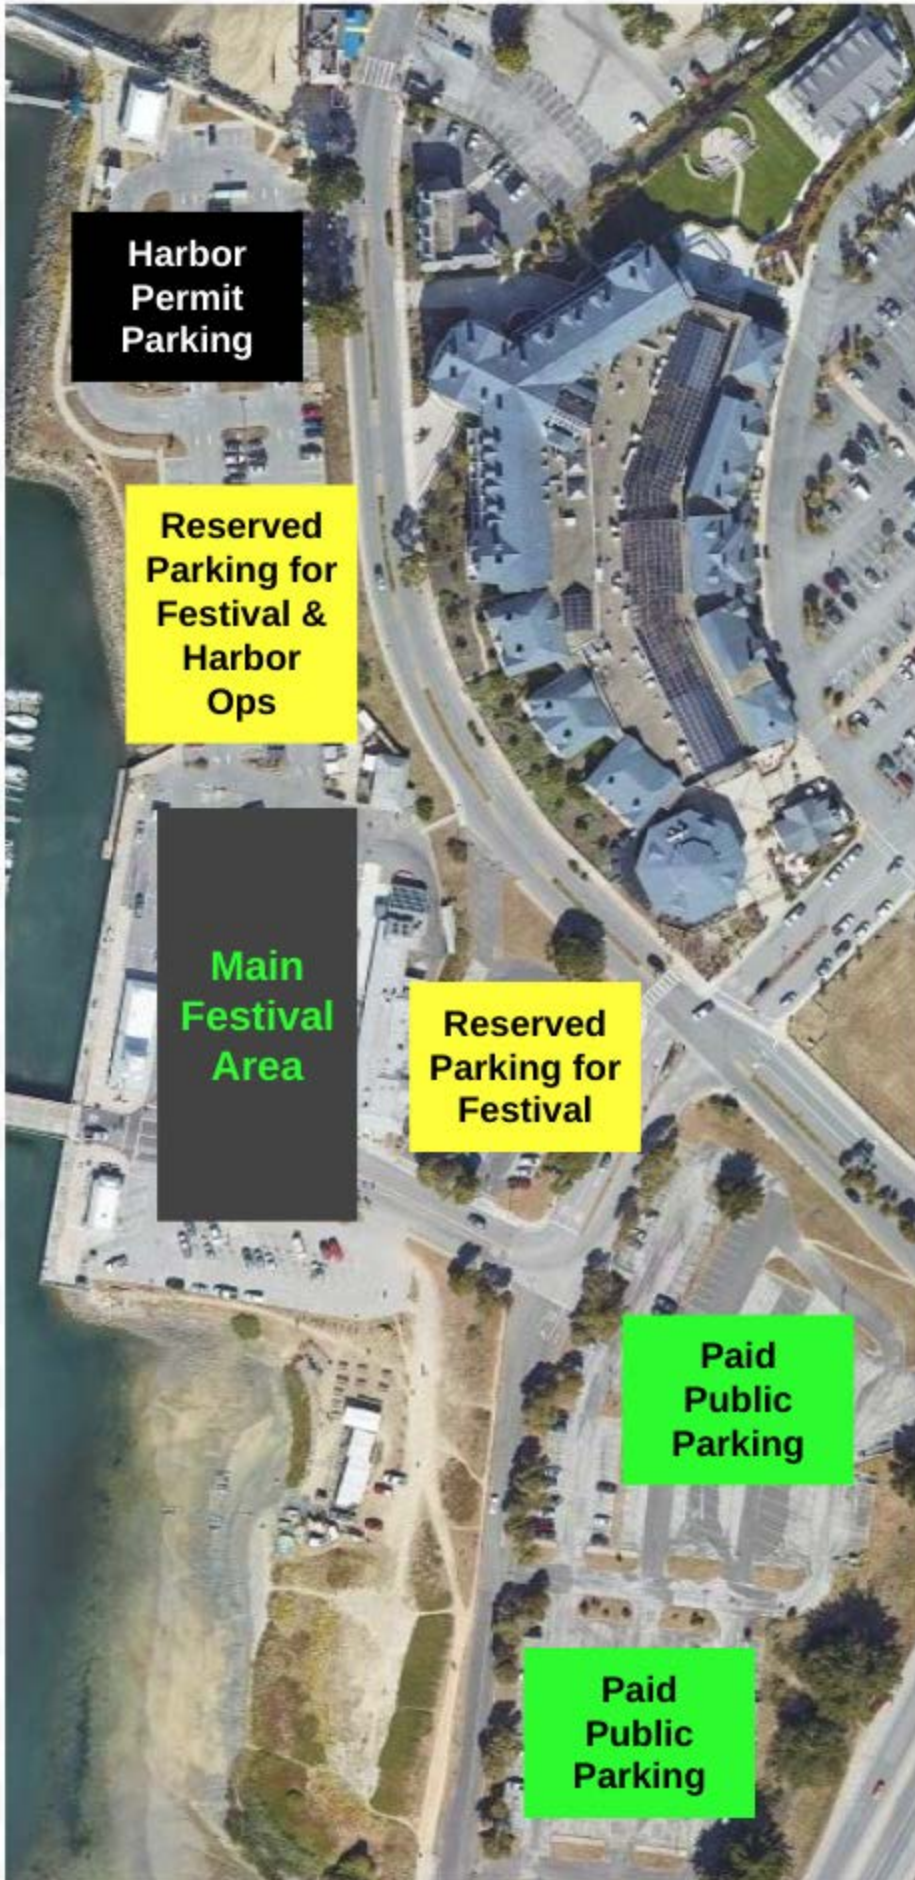 Harbor
Permit
Parking
Reserved
Parking for
Festival &
Harbor
Ops
Main
Festival
Area
Reserved
Parking for
Festival
Paid
Public
Parking
Paid
Public
Parking